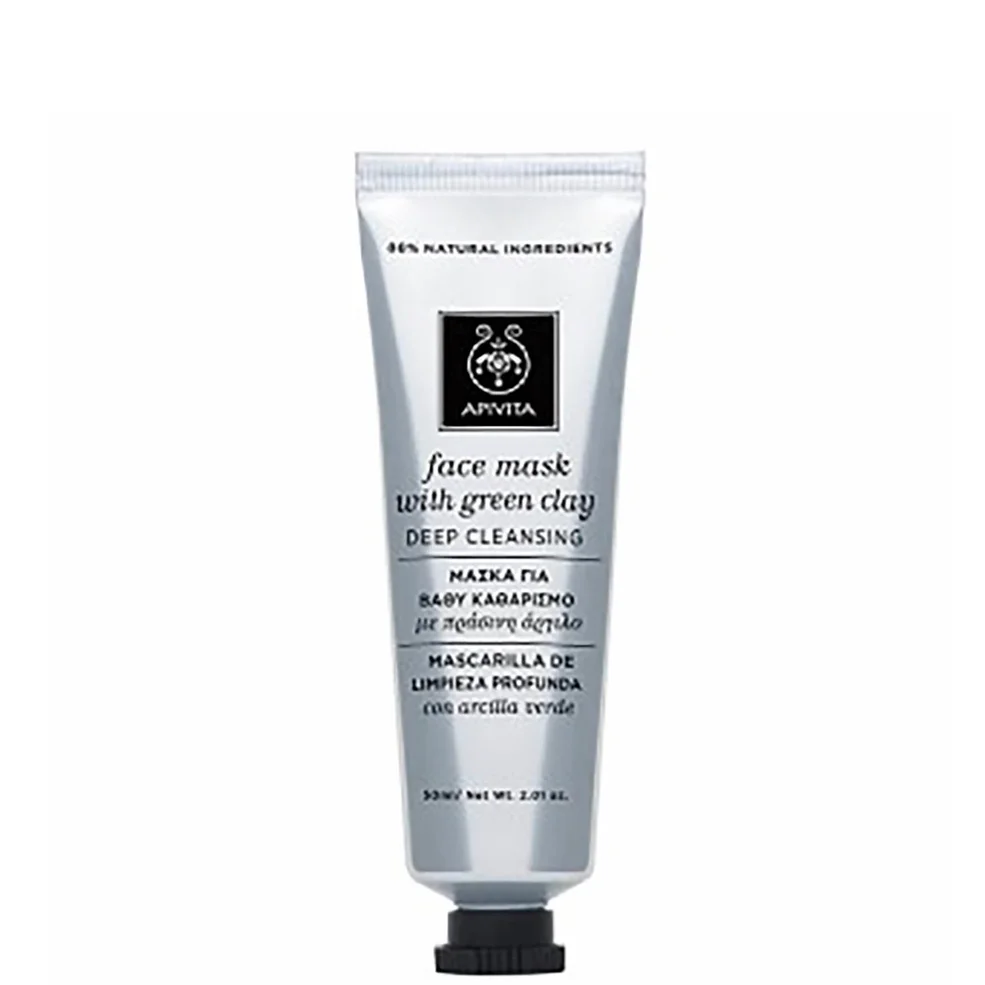 NATURAL INGREDIENTS
APIVITA
face mask
with green clay
DEEP CLEANSING
ΜΑΣΚΑ ΓΙΑ
ΒΑΘΥ ΚΑΘΑΡΙΣΜΟ
με πράσινη άργιλο
MASCARILLA DE
LIMPIEZA PROFUNDA
con arcilla verde
50ml/ Net Wt. 2.01 oz.